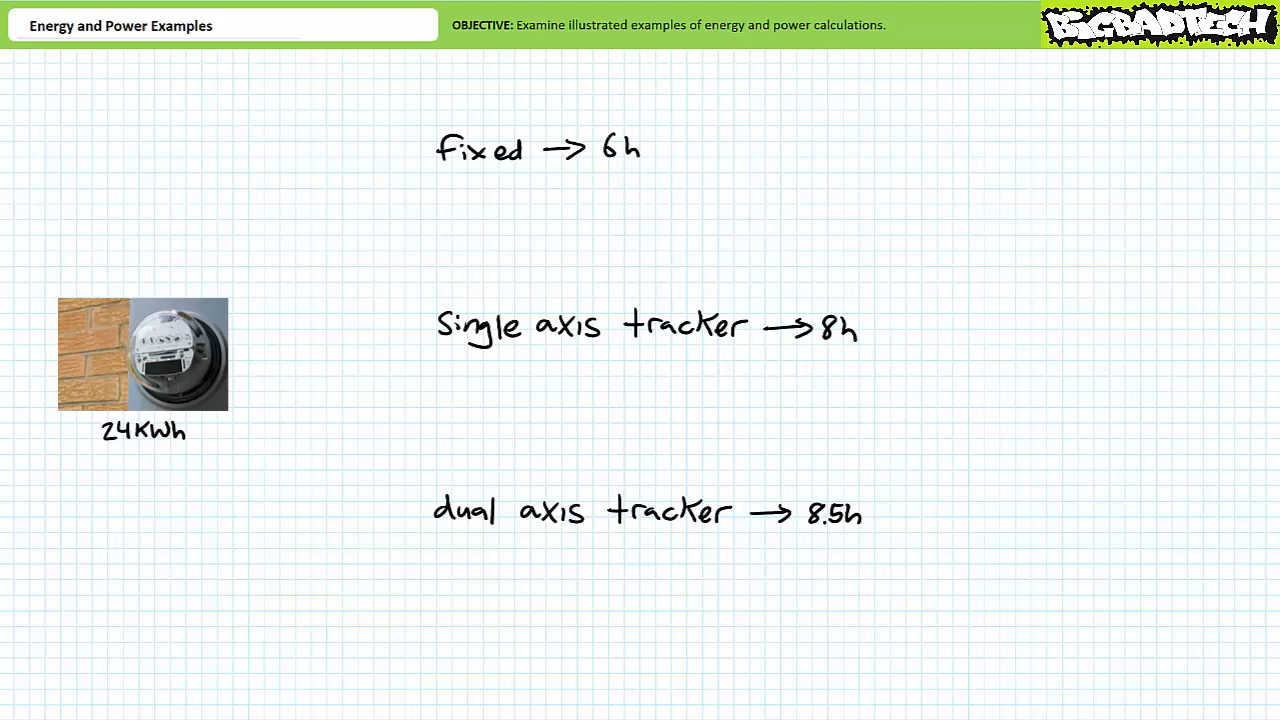 Energy and Power Examples
OBJECTIVE: Examine illustrated examples of energy and power calculations.
BIGBADTECH
fixed → 6h
single axis tracker → 8h
24KWh
dual axis tracker → 8.5h